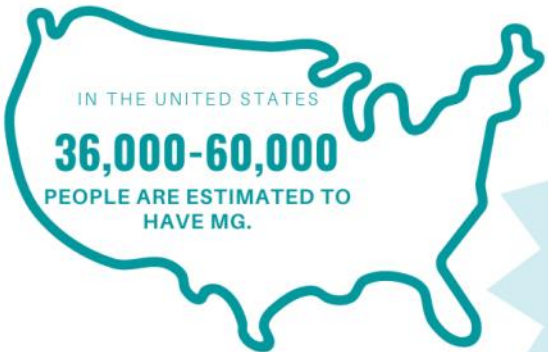 IN THE UNITED STATES
36,000-60,000
PEOPLE ARE ESTIMATED TO
HAVE MG.